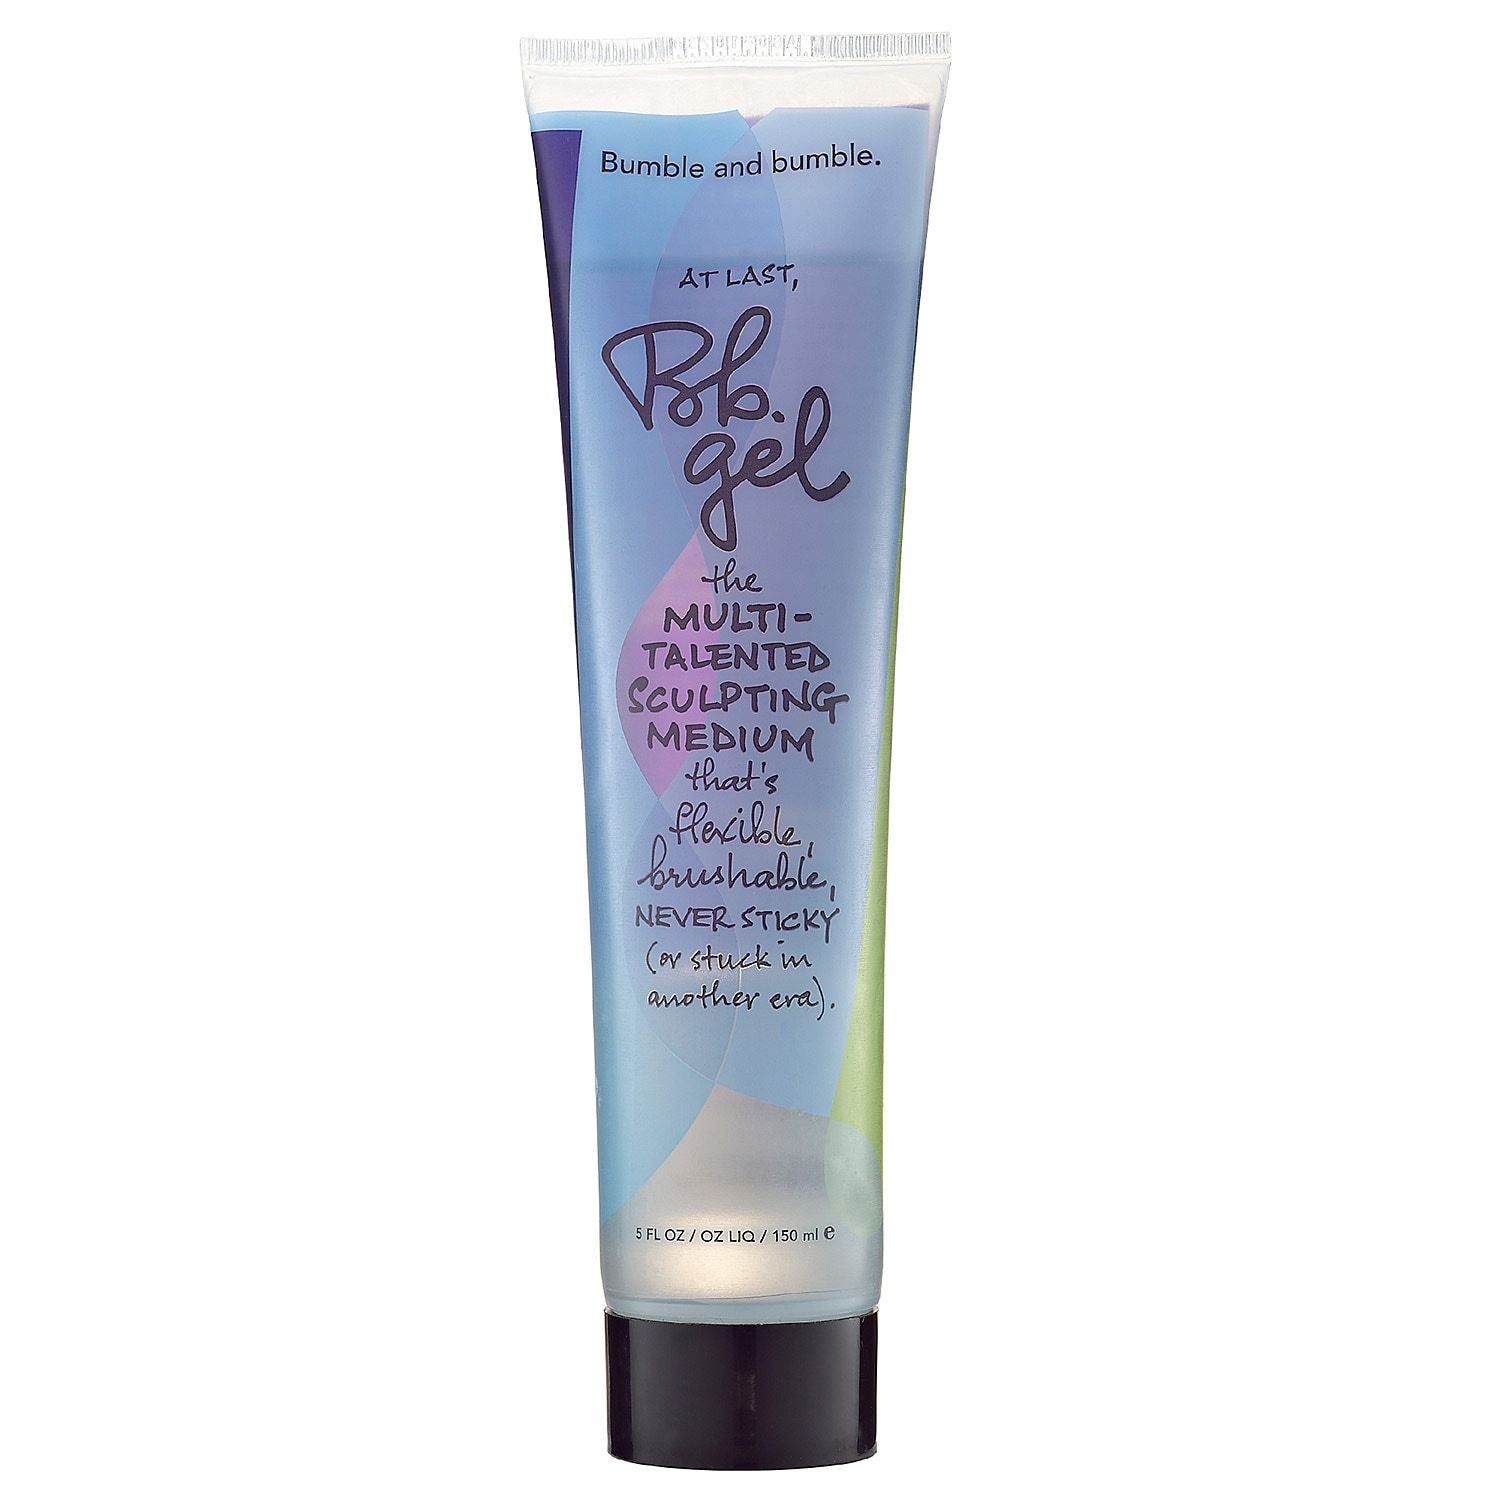 Bumble and bumble.
AT LAST,
Bb.
gel
the
MULTI-
TALENTED
SCULPTING
MEDIUM
that's
flexible,
brushable,
NEVER STICKY
(or stuck in
another era).
5 FL OZ / OZ LIQ / 150 ml e